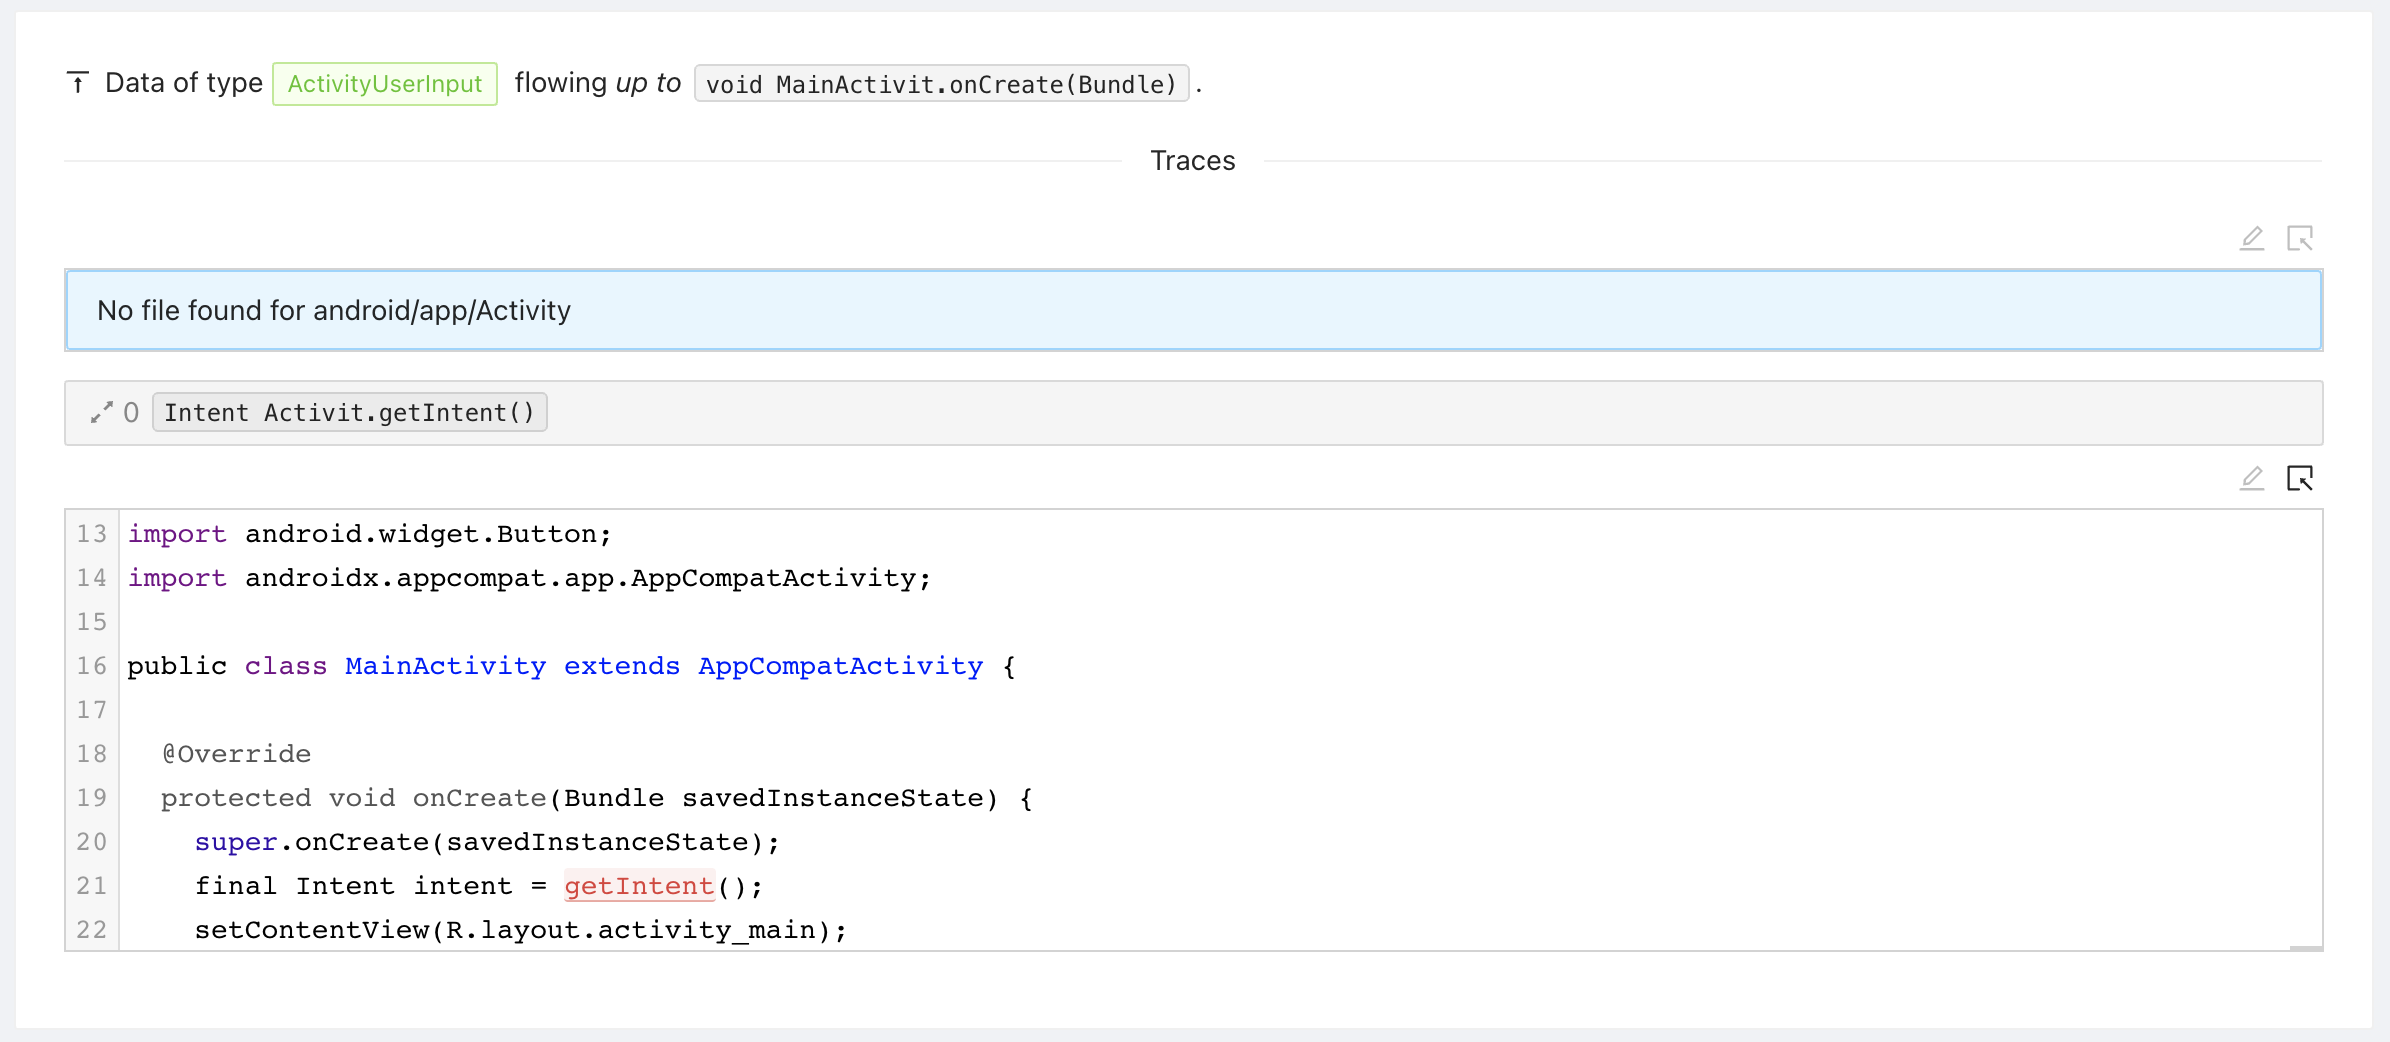 Data of type ActivityUserInput flowing up to void MainActivit.onCreate(Bundle) .
Traces
No file found for android/app/Activity
0 Intent Activit.getIntent()
13 import android.widget.Button;
14 import androidx.appcompat.app.AppCompatActivity;
15
16 public class MainActivity extends AppCompatActivity {
17
18 @Override
19 protected void onCreate(Bundle savedInstanceState) {
20 super.onCreate(savedInstanceState);
21 final Intent intent = getIntent();
22 setContentView(R.layout.activity_main);